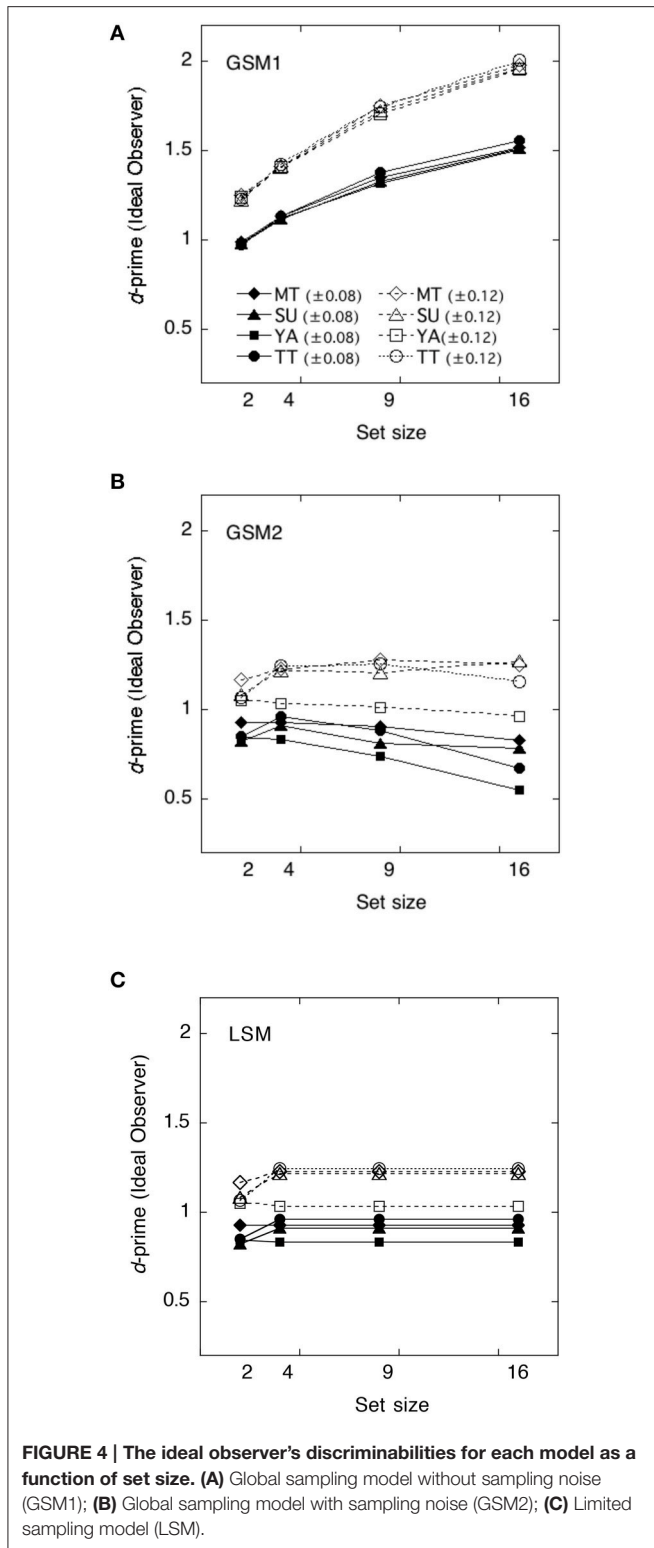 A
GSM1
2
1.5
1
0.5
d-prime (Ideal Observer)
MT (±0.08) MT (±0.12)
SU (±0.08) SU (±0.12)
YA (±0.08) YA(±0.12)
TT (±0.08) TT (±0.12)
2 4 9 16
Set size
B
GSM2
2
1.5
1
0.5
d-prime (Ideal Observer)
2 4 9 16
Set size
C
LSM
2
1.5
1
0.5
d-prime (Ideal Observer)
2 4 9 16
Set size
FIGURE 4 | The ideal observer’s discriminabilities for each model as a
function of set size. (A) Global sampling model without sampling noise
(GSM1); (B) Global sampling model with sampling noise (GSM2); (C) Limited
sampling model (LSM).